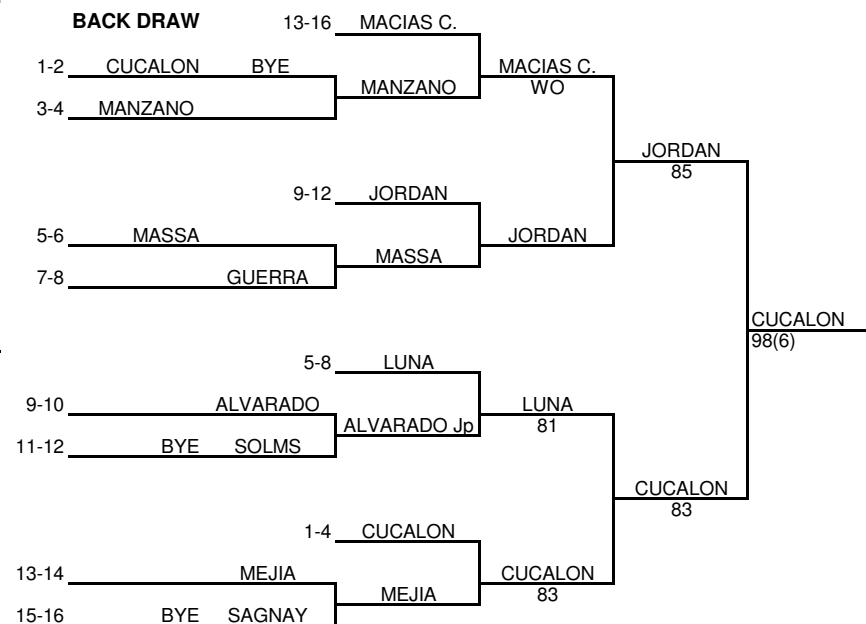 BACK DRAW 13-16 MACIAS C.
1-2 CUCALON BYE MACIAS C.
MANZANO WO
3-4 MANZANO
JORDAN
85
9-12 JORDAN
5-6 MASSA JORDAN
MASSA
7-8 GUERRA
CUCALON
98(6)
5-8 LUNA
9-10 ALVARADO LUNA
ALVARADO Jp 81
11-12 BYE SOLMS
CUCALON
83
1-4 CUCALON
13-14 MEJIA CUCALON
MEJIA 83
15-16 BYE SAGNAY